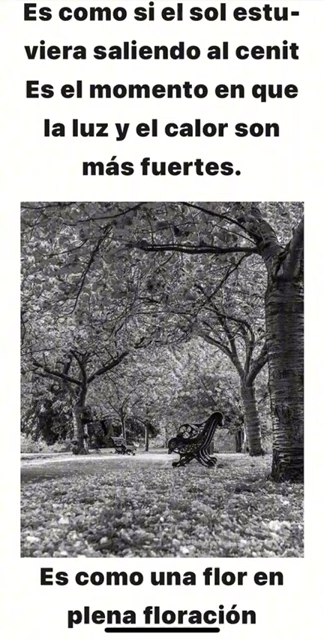 Es como si el sol estu-
viera saliendo al cenit
Es el momento en que
la luz y el calor son
más fuertes.
Es como una flor en
plena floración